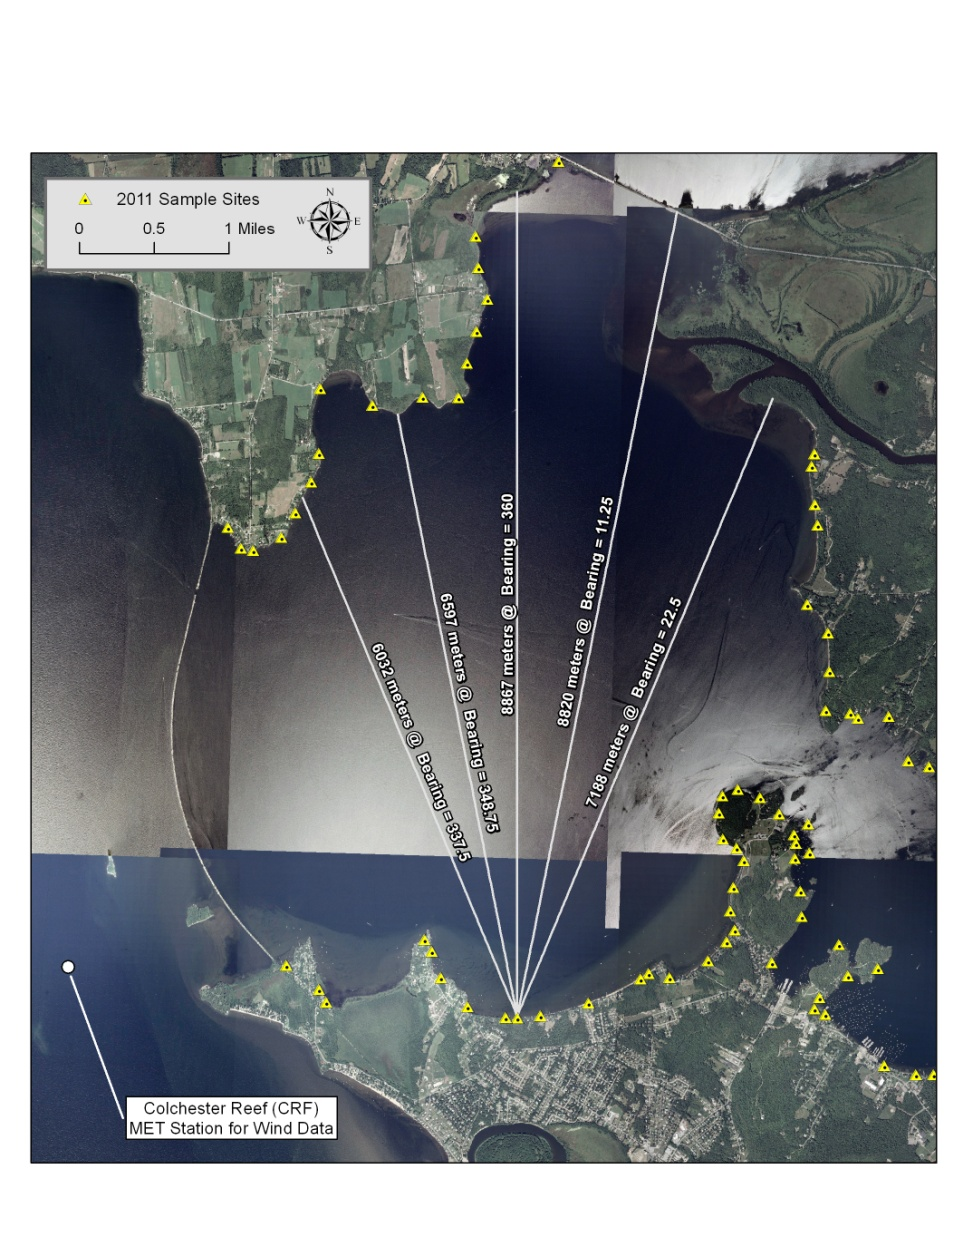 2011 Sample Sites
0 0.5 1 Miles
N
W E
S
8867 meters @ Bearing = 360
8820 meters @ Bearing = 11.25
6597 meters @ Bearing = 348.75
7188 meters @ Bearing = 22.5
6032 meters @ Bearing = 337.5
Colchester Reef (CRF)
MET Station for Wind Data